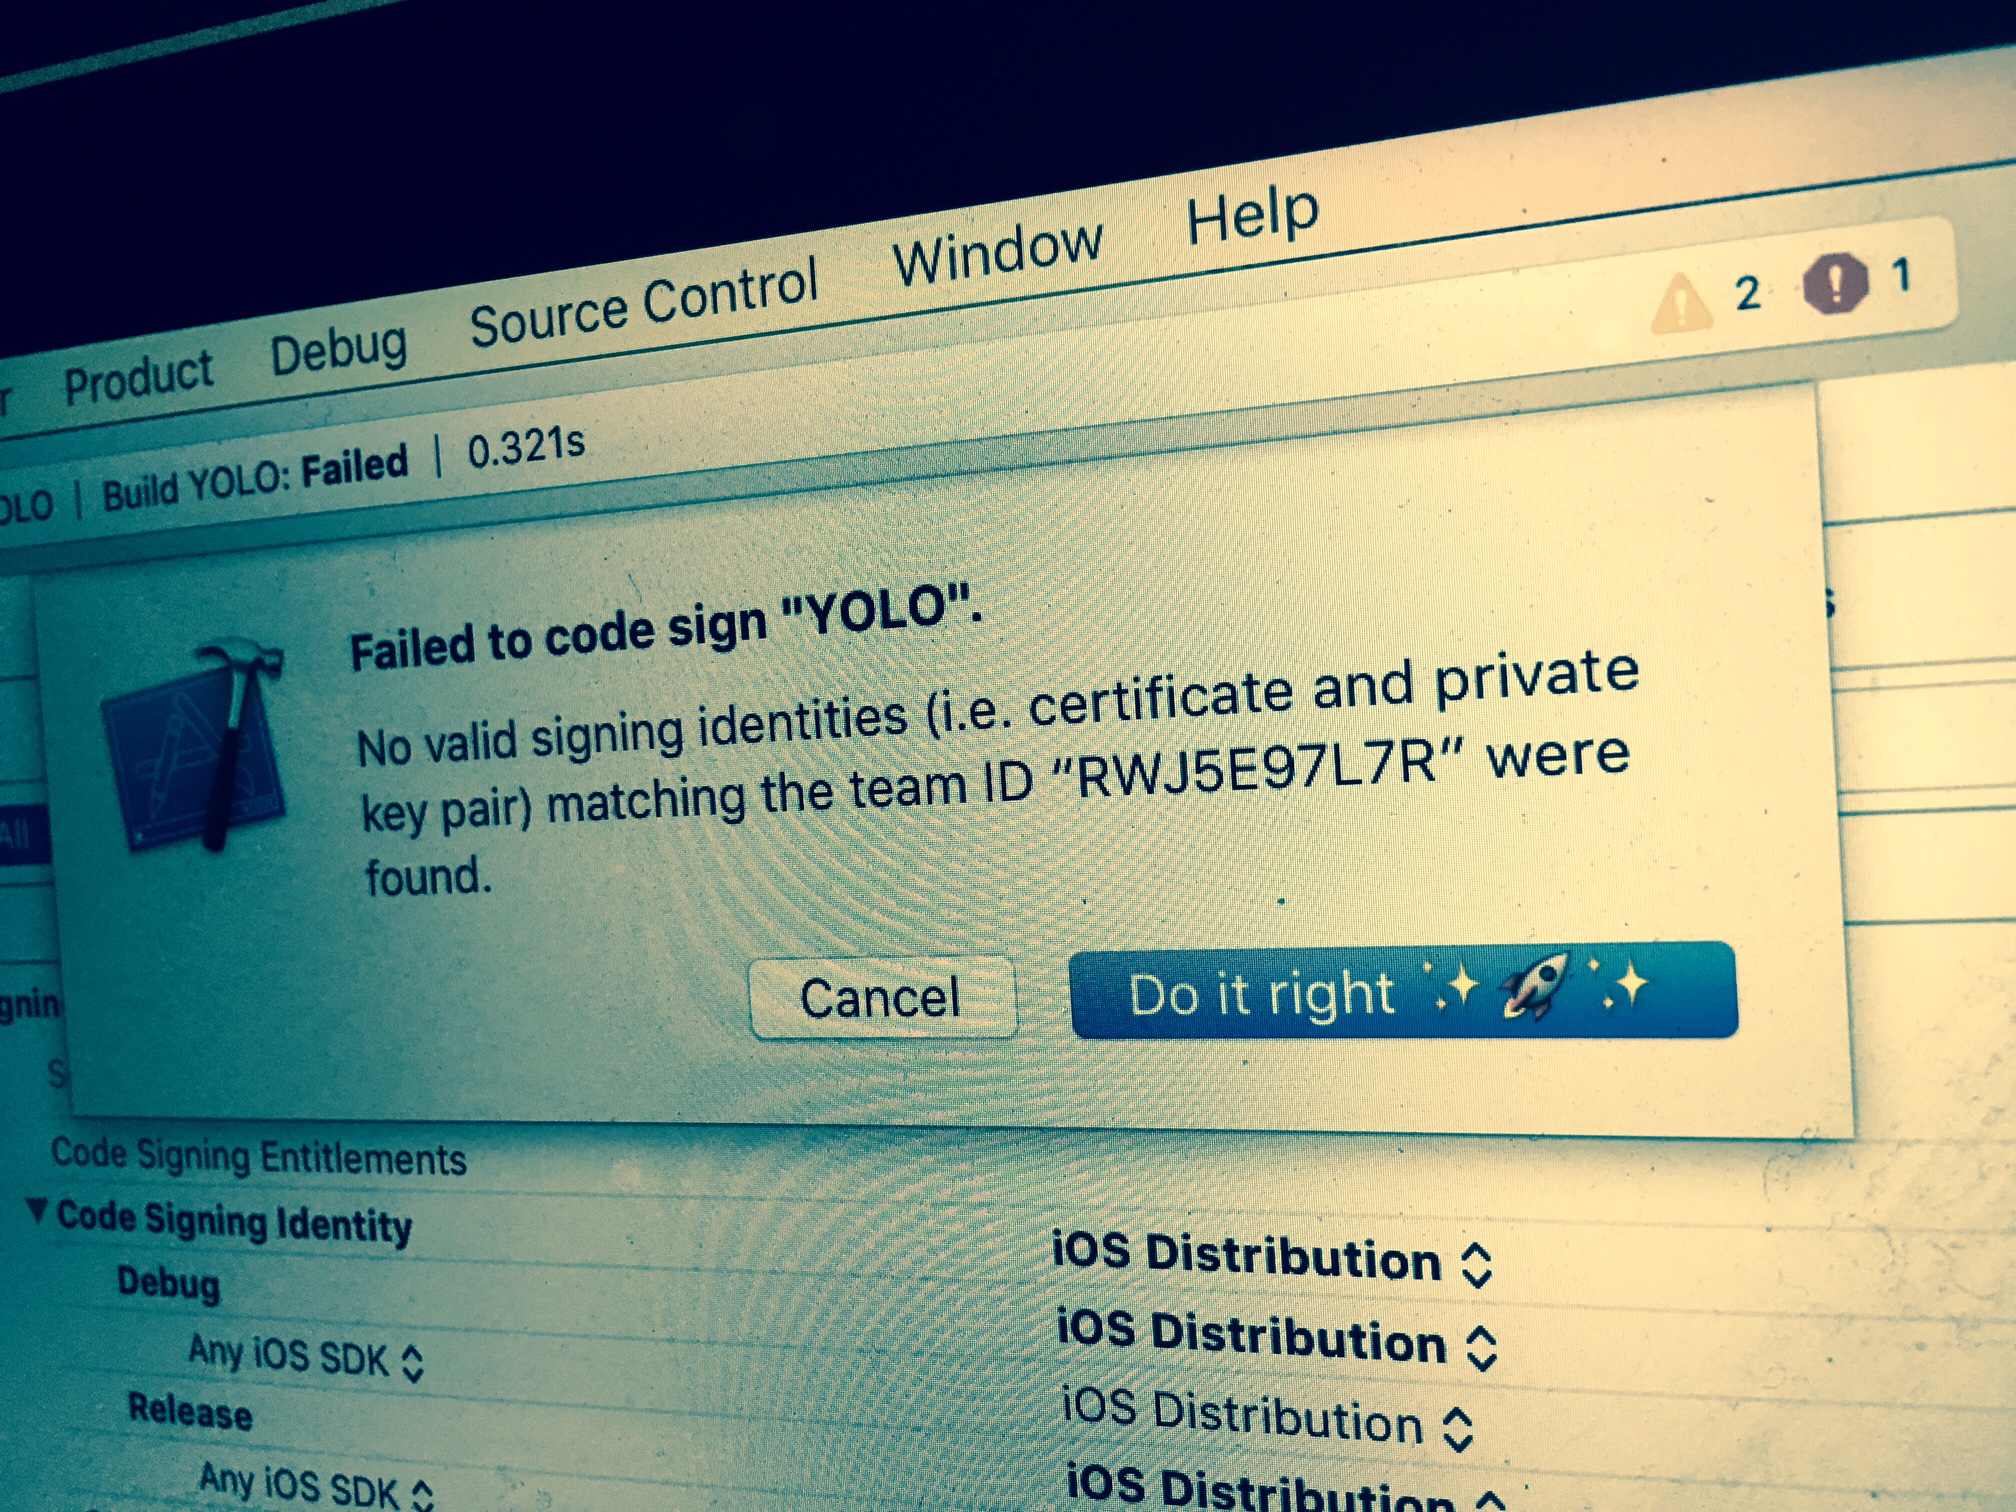 Product Debug Source Control Window Help
Build YOLO: Failed | 0.321s
2 1
Failed to code sign "YOLO".
No valid signing identities (i.e. certificate and private
key pair) matching the team ID “RWJ5E97L7R” were
found.
Cancel
Do it right ✨🚀✨
All
Code Signing Entitlements
Code Signing Identity
iOS Distribution
Debug
iOS Distribution
Any iOS SDK
iOS Distribution
Release
iOS Distribution
Any iOS SDK